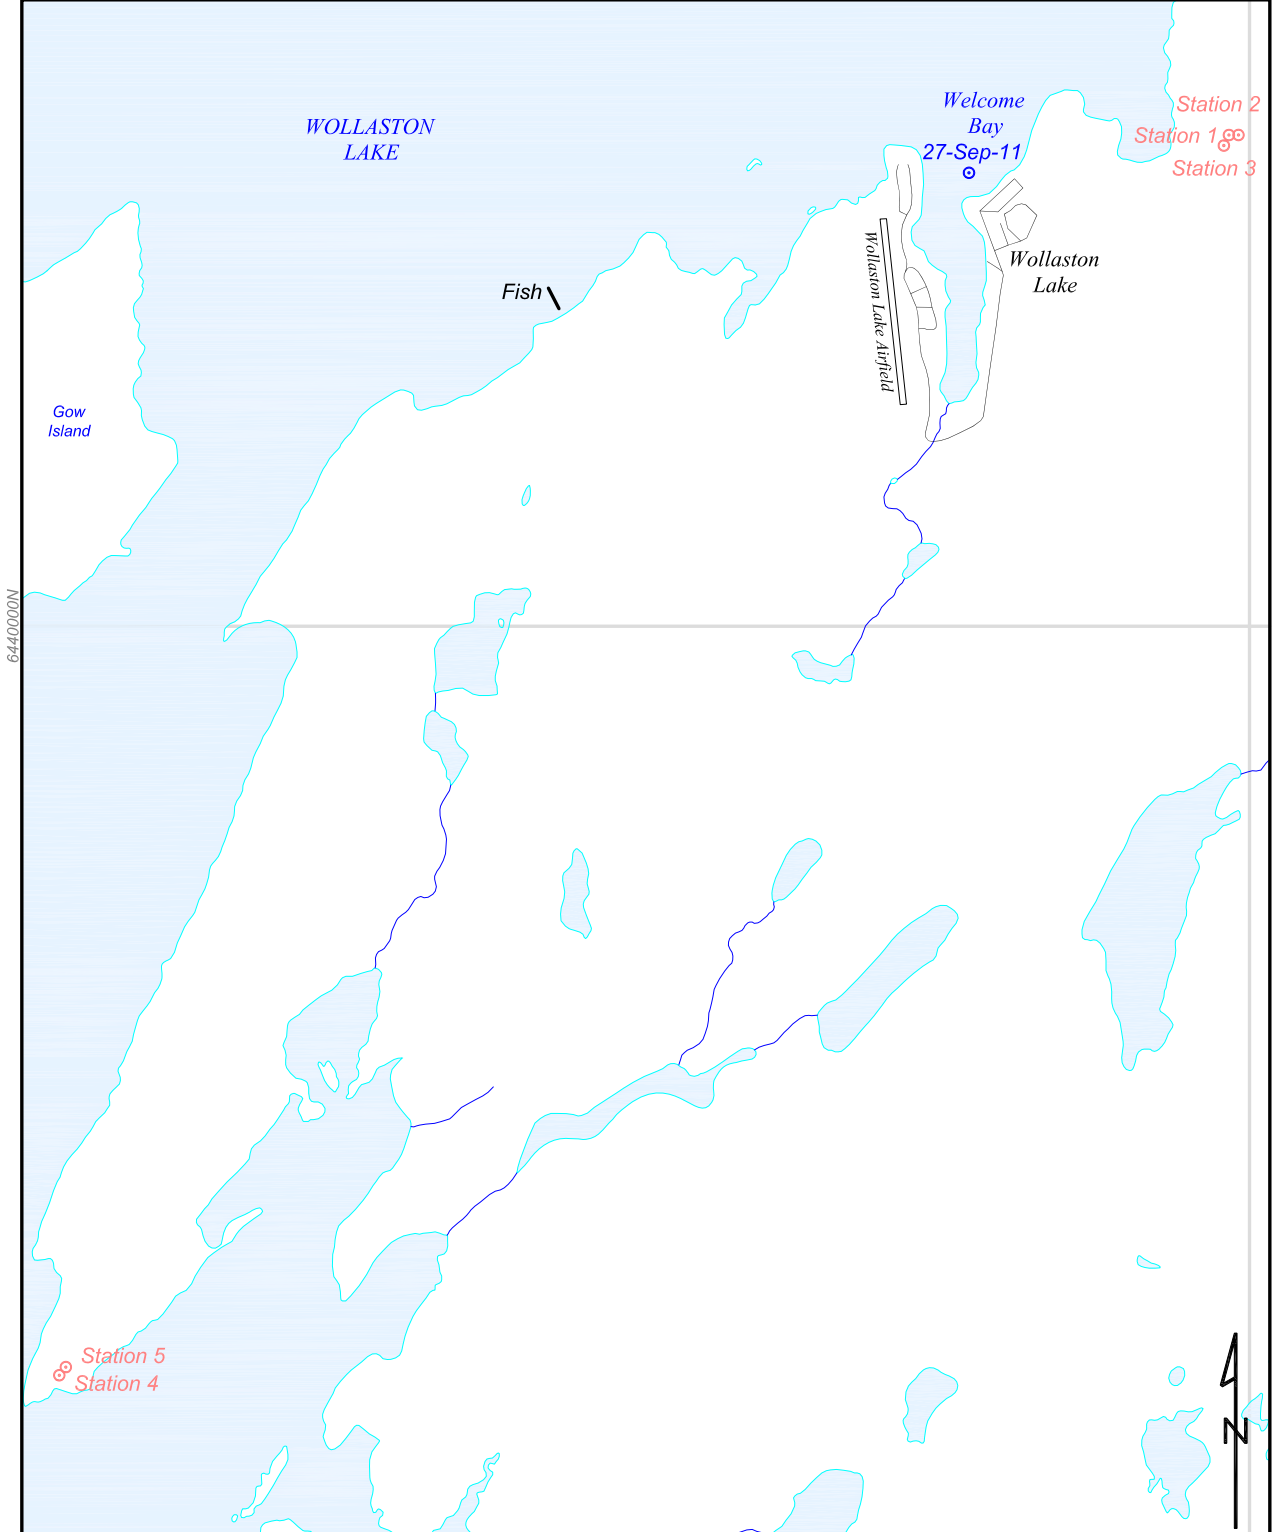 Station 2
Welcome
Bay
WOLLASTON
LAKE
Station 1
27-Sep-11
Station 3
Wollaston Lake Airfield
Wollaston
Lake
Fish
Gow
Island
6440000N
Station 5
Station 4
N